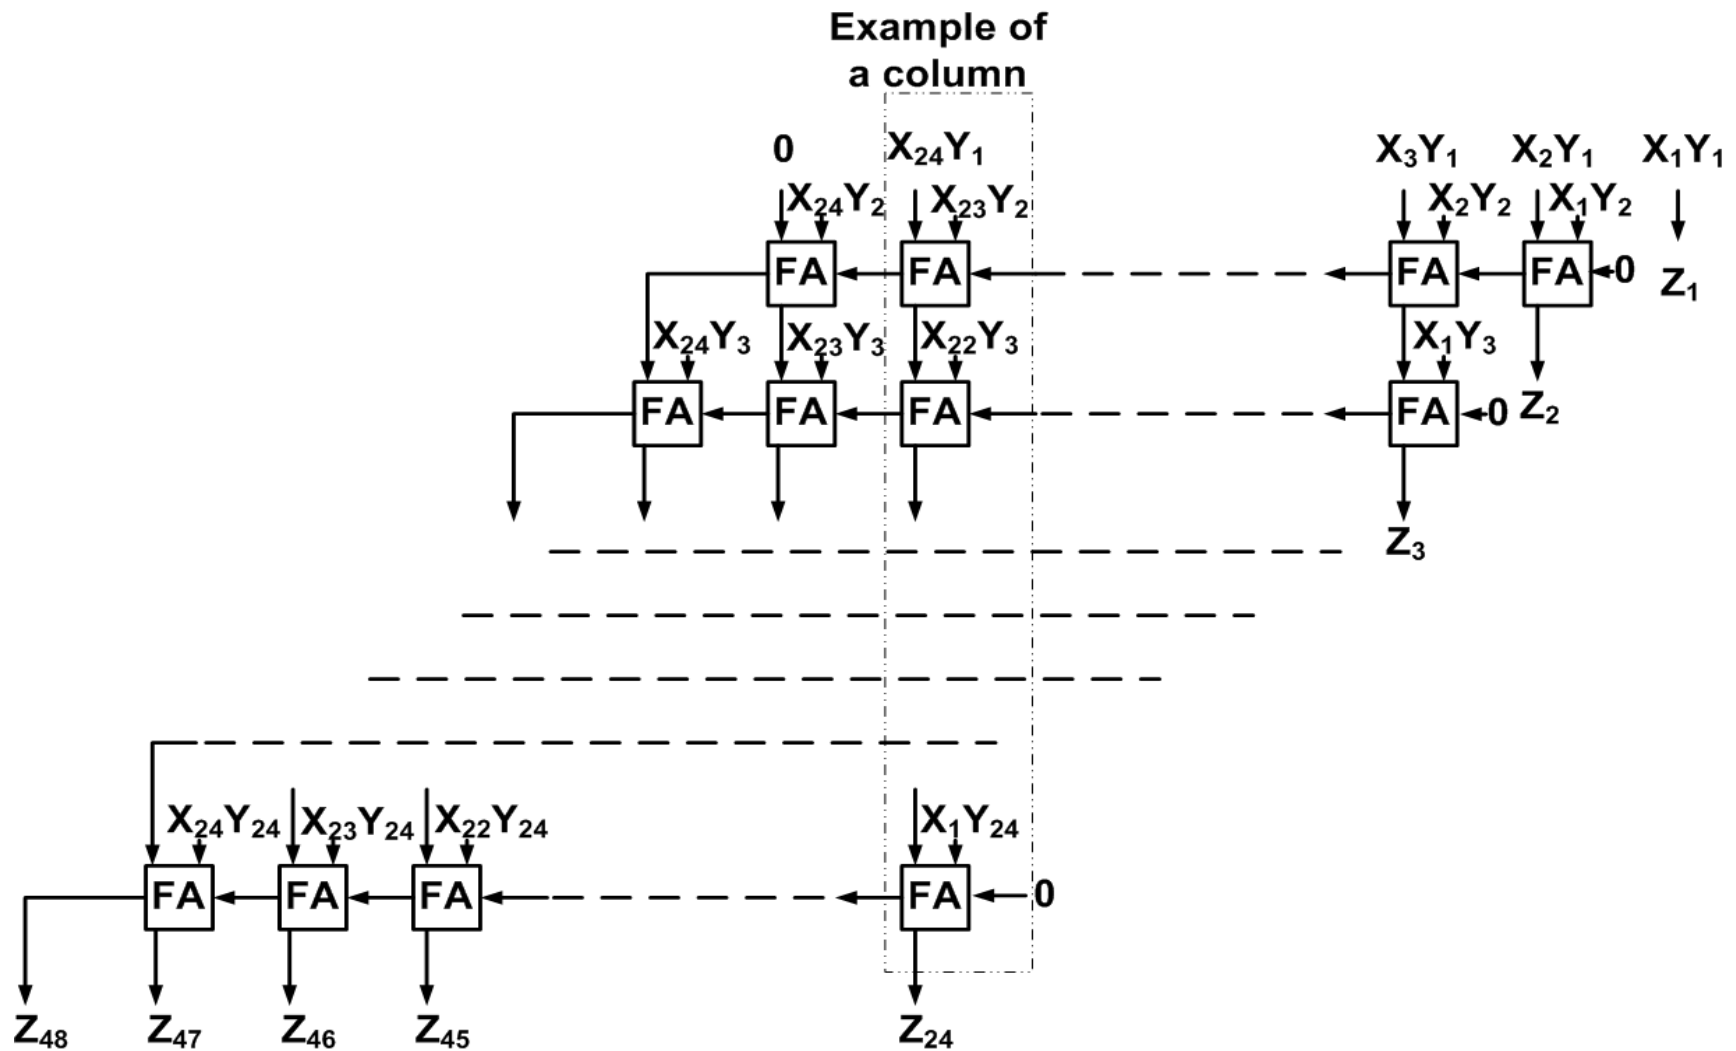 Example of
a column
0 X₂₄Y₁ X₃Y₁ X₂Y₁ X₁Y₁
X₂₄Y₂ X₂₃Y₂ X₂Y₂ X₁Y₂
FA FA FA FA 0 Z₁
X₂₄Y₃ X₂₃Y₃ X₂₂Y₃ X₁Y₃
FA FA FA FA 0 Z₂
Z₃
X₂₄Y₂₄ X₂₃Y₂₄ X₂₂Y₂₄ X₁Y₂₄
FA FA FA FA 0
Z₄₈ Z₄₇ Z₄₆ Z₄₅ Z₂₄